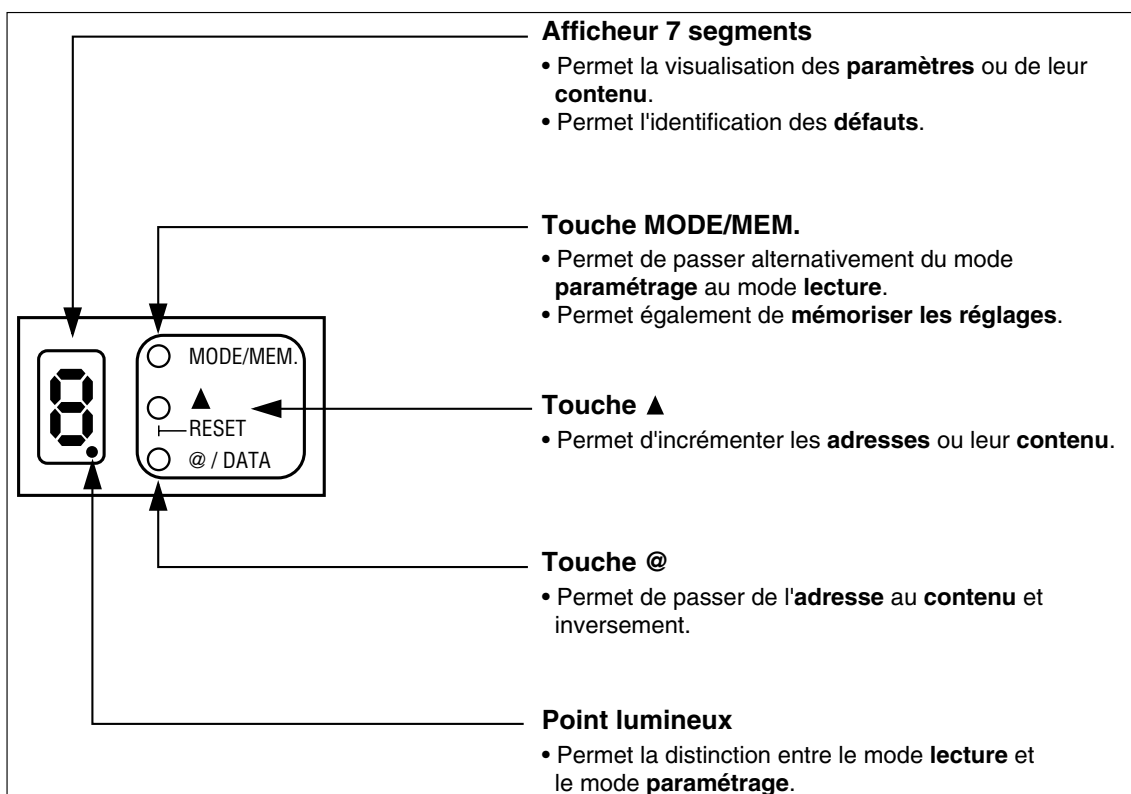 Afficheur 7 segments
• Permet la visualisation des paramètres ou de leur
contenu.
• Permet l'identification des défauts.
Touche MODE/MEM.
• Permet de passer alternativement du mode
paramétrage au mode lecture.
• Permet également de mémoriser les réglages.
8.
MODE/MEM.
▲
RESET
@ / DATA
Touche ▲
• Permet d'incrémenter les adresses ou leur contenu.
Touche @
• Permet de passer de l'adresse au contenu et
inversement.
Point lumineux
• Permet la distinction entre le mode lecture et
le mode paramétrage.